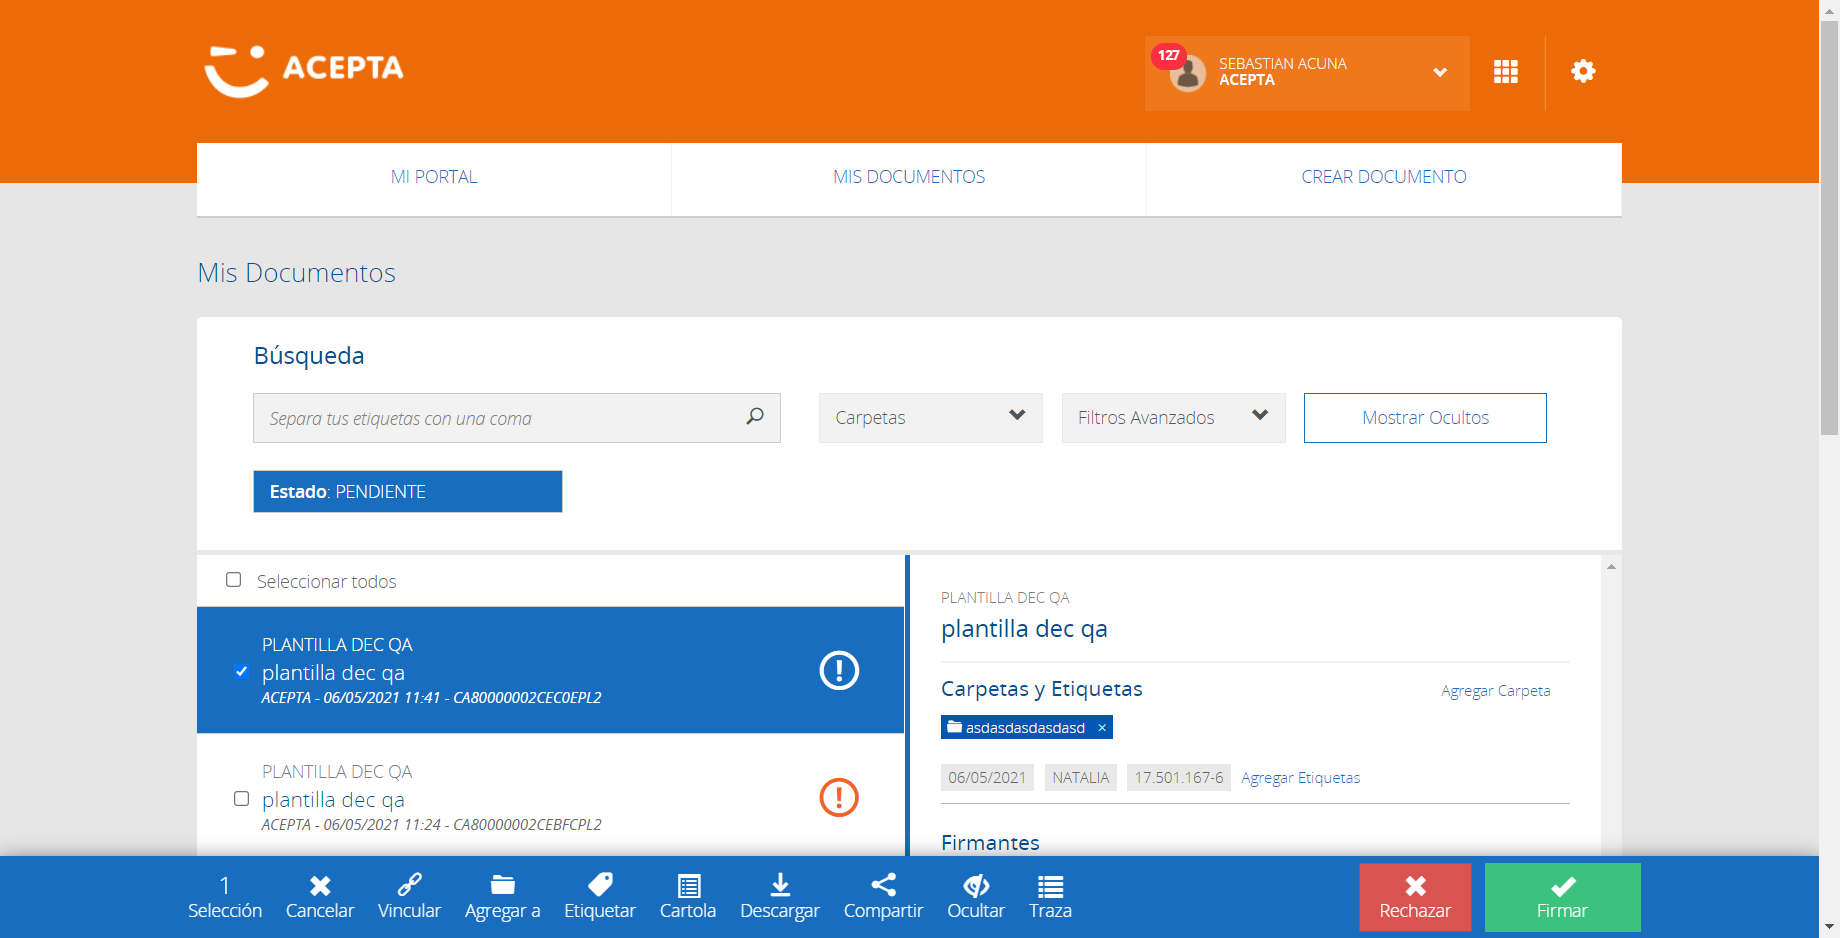 ACEPTA
127
SEBASTIAN ACUNA
ACEPTA
MI PORTAL
MIS DOCUMENTOS
CREAR DOCUMENTO
Mis Documentos
Búsqueda
Separa tus etiquetas con una coma
Carpetas
Filtros Avanzados
Mostrar Ocultos
Estado: PENDIENTE
Seleccionar todos
PLANTILLA DEC QA
plantilla dec qa
ACEPTA - 06/05/2021 11:41 - CA80000002CEC0EPL2
PLANTILLA DEC QA
plantilla dec qa
ACEPTA - 06/05/2021 11:24 - CA80000002CEBFCPL2
PLANTILLA DEC QA
plantilla dec qa
Carpetas y Etiquetas
Agregar Carpeta
asdasdasdasdasd ×
06/05/2021
NATALIA
17.501.167-6
Agregar Etiquetas
Firmantes
1
Selección
Cancelar
Vincular
Agregar a
Etiquetar
Cartola
Descargar
Compartir
Ocultar
Traza
Rechazar
Firmar